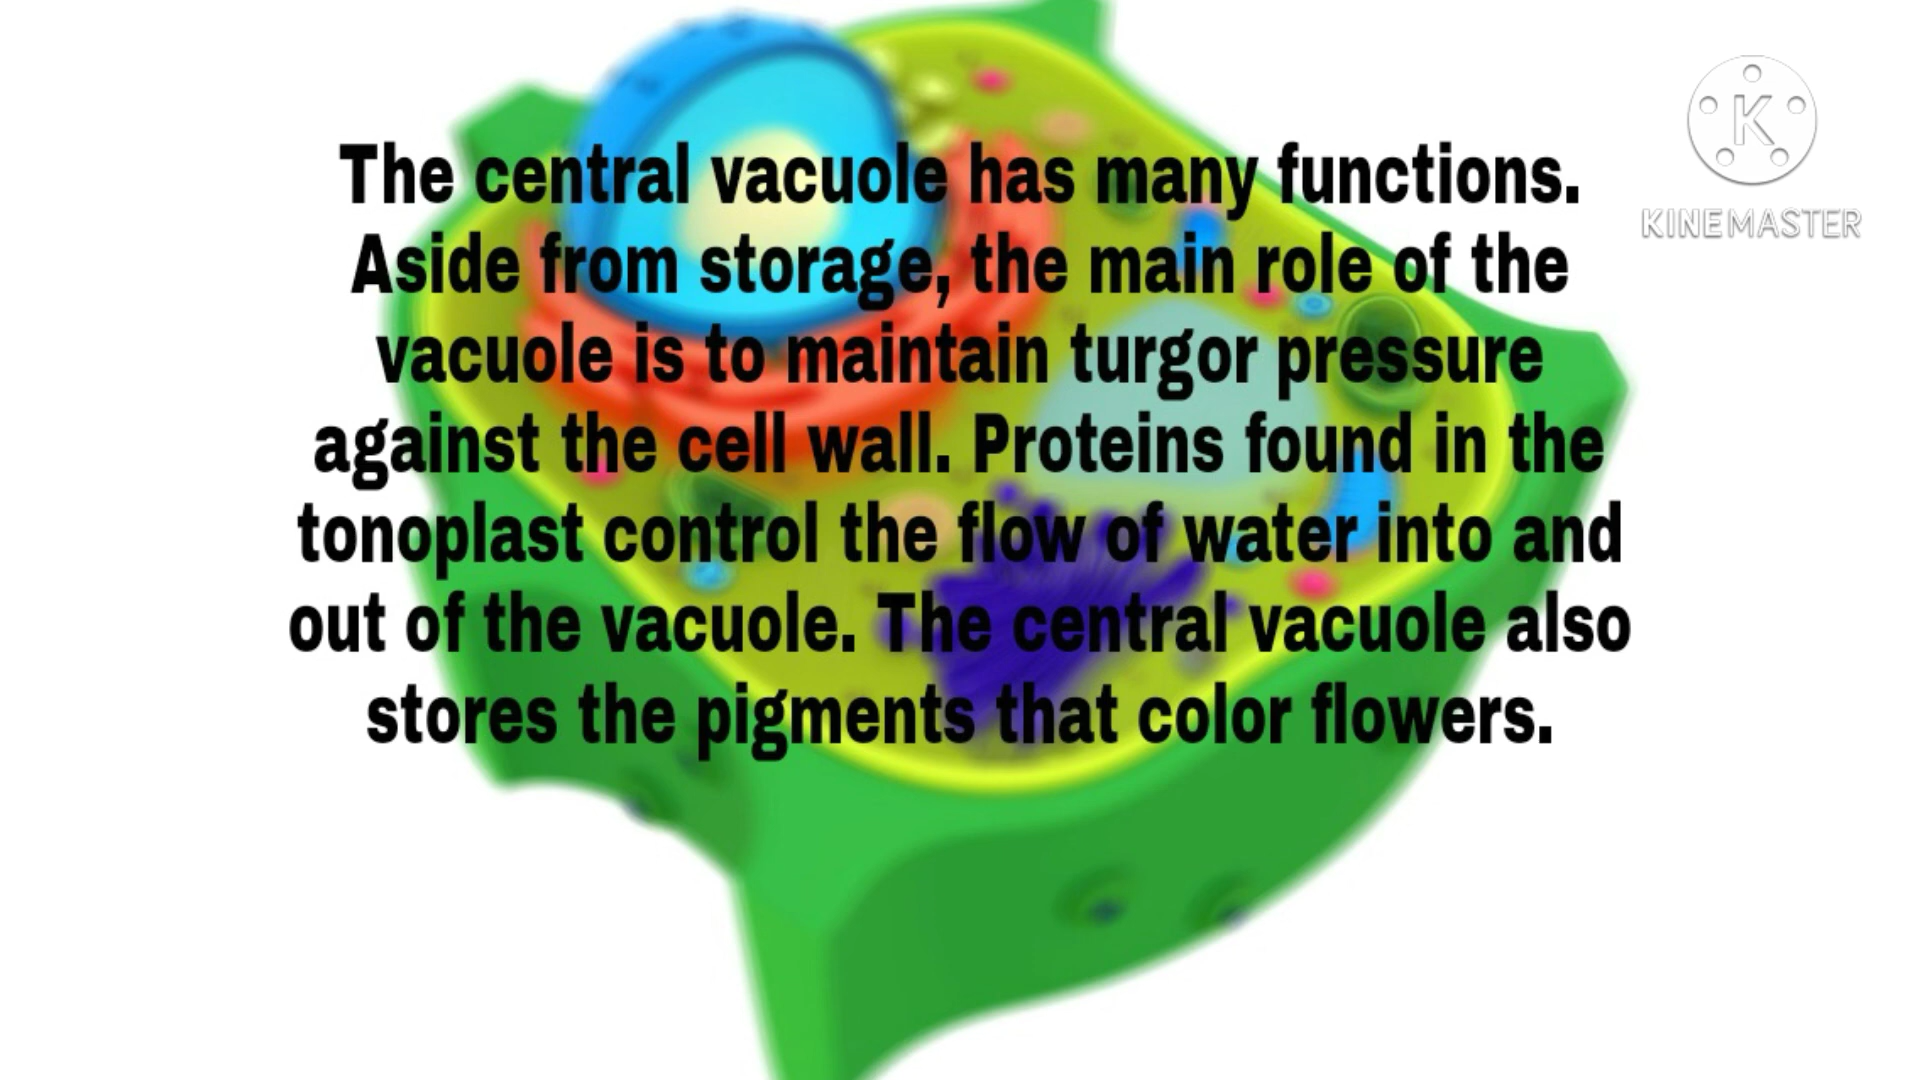 The central vacuole has many functions.
Aside from storage, the main role of the
vacuole is to maintain turgor pressure
against the cell wall. Proteins found in the
tonoplast control the flow of water into and
out of the vacuole. The central vacuole also
stores the pigments that color flowers.
K
KINEMASTER